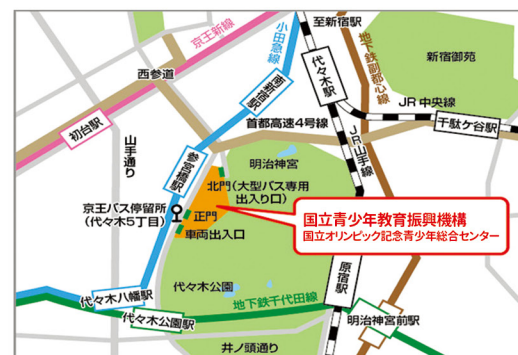 至新宿駅
小田急線
京王新線
地下鉄副都心線
新宿御苑
代々木駅
西参道
南新宿駅
JR中央線
初台駅
首都高速4号線
千駄ケ谷駅
山手通り
参宮橋駅
明治神宮
JR山手線
北門(大型バス専用
出入り口)
京王バス停留所
(代々木5丁目)
正門
国立青少年教育振興機構
国立オリンピック記念青少年総合センター
車両出入口
原宿駅
代々木公園
代々木八幡駅
地下鉄千代田線
代々木公園駅
明治神宮前駅
井ノ頭通り